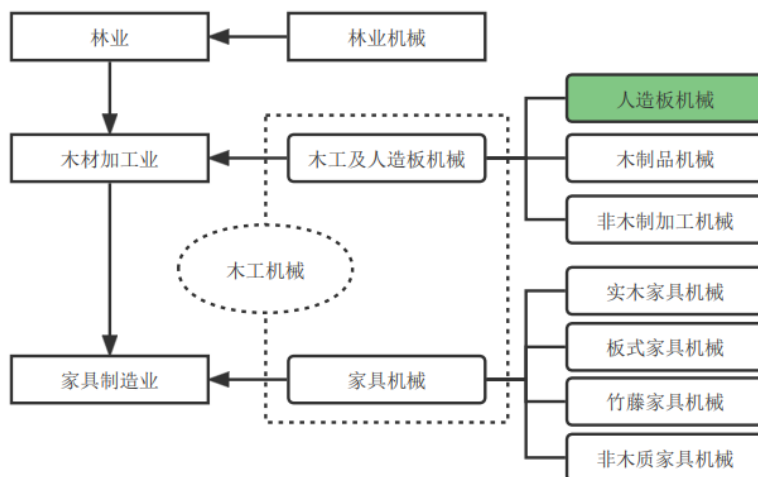 林业
林业机械
人造板机械
木材加工业
木工及人造板机械
木制品机械
非木制加工机械
木工机械
实木家具机械
板式家具机械
家具制造业
家具机械
竹藤家具机械
非木质家具机械